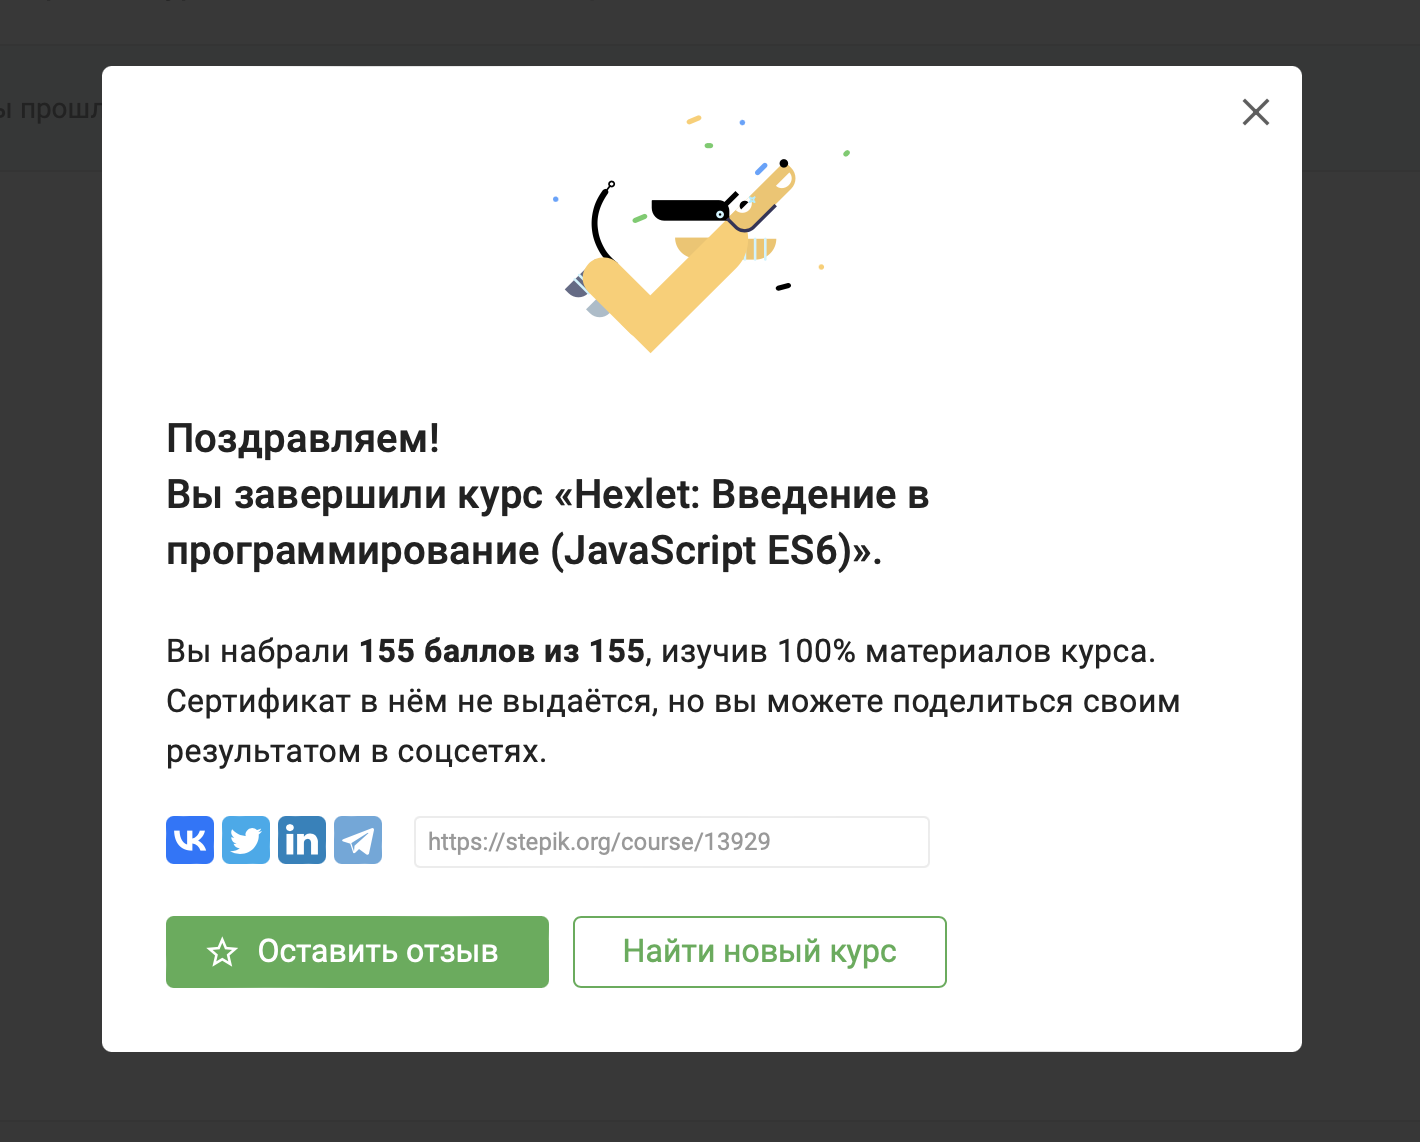 ы прошл
Поздравляем!
Вы завершили курс «Hexlet: Введение в
программирование (JavaScript ES6)».
Вы набрали 155 баллов из 155, изучив 100% материалов курса.
Сертификат в нём не выдаётся, но вы можете поделиться своим
результатом в соцсетях.
https://stepik.org/course/13929
Оставить отзыв
Найти новый курс